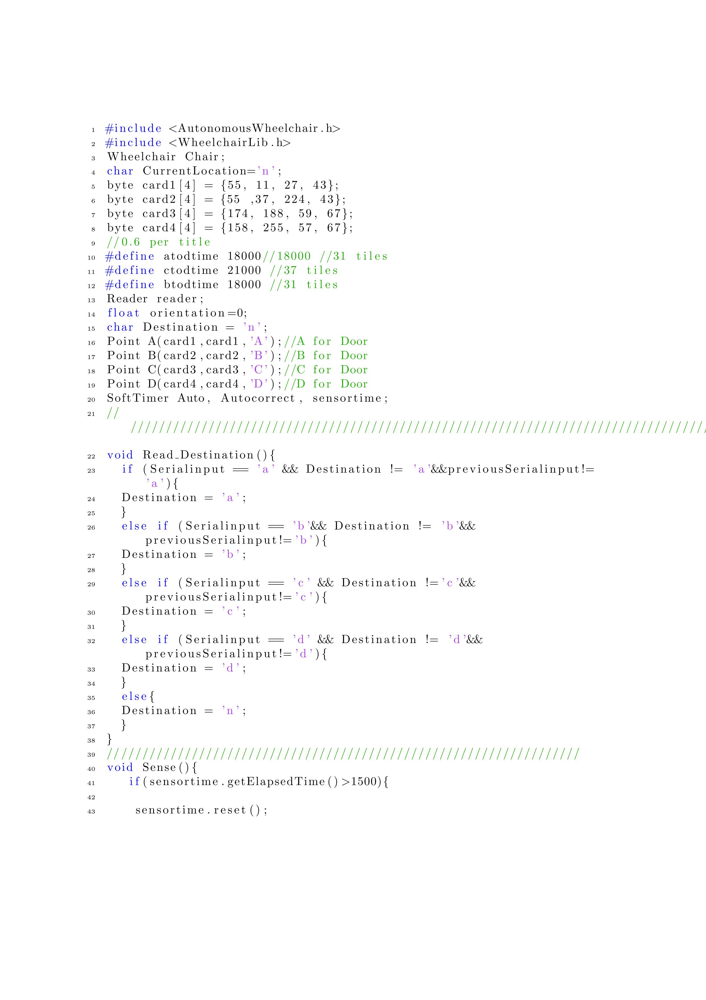 1 #include <AutonomousWheelchair.h>
2 #include <WheelchairLib.h>
3 Wheelchair Chair;
4 char CurrentLocation='n';
5 byte card1[4] = {55, 11, 27, 43};
6 byte card2[4] = {55 ,37, 224, 43};
7 byte card3[4] = {174, 188, 59, 67};
8 byte card4[4] = {158, 255, 57, 67};
9 //0.6 per title
10 #define atodtime 18000//18000 //31 tiles
11 #define ctodtime 21000 //37 tiles
12 #define btodtime 18000 //31 tiles
13 Reader reader;
14 float orientation=0;
15 char Destination = 'n';
16 Point A(card1,card1,'A');//A for Door
17 Point B(card2,card2,'B');//B for Door
18 Point C(card3,card3,'C');//C for Door
19 Point D(card4,card4,'D');//D for Door
20 SoftTimer Auto, Autocorrect, sensortime;
21 //
/////////////////////////////////////////////////////////////////////////////////
22 void Read_Destination(){
23 if (Serialinput == 'a' && Destination != 'a'&&previousSerialinput!=
'a'){
24 Destination = 'a';
25 }
26 else if (Serialinput == 'b'&& Destination != 'b'&&
previousSerialinput!='b'){
27 Destination = 'b';
28 }
29 else if (Serialinput == 'c' && Destination !='c'&&
previousSerialinput!='c'){
30 Destination = 'c';
31 }
32 else if (Serialinput == 'd' && Destination != 'd'&&
previousSerialinput!='d'){
33 Destination = 'd';
34 }
35 else{
36 Destination = 'n';
37 }
38 }
39 ///////////////////////////////////////////////////////////////////
40 void Sense(){
41 if(sensortime.getElapsedTime()>1500){
42
43 sensortime.reset();